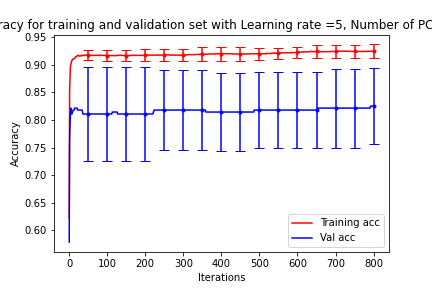 racy for training and validation set with Learning rate =5, Number of PC
0.95
0.90
0.85
0.80
0.75
0.70
0.65
0.60
Accuracy
0 100 200 300 400 500 600 700 800
Iterations
Training acc
Val acc